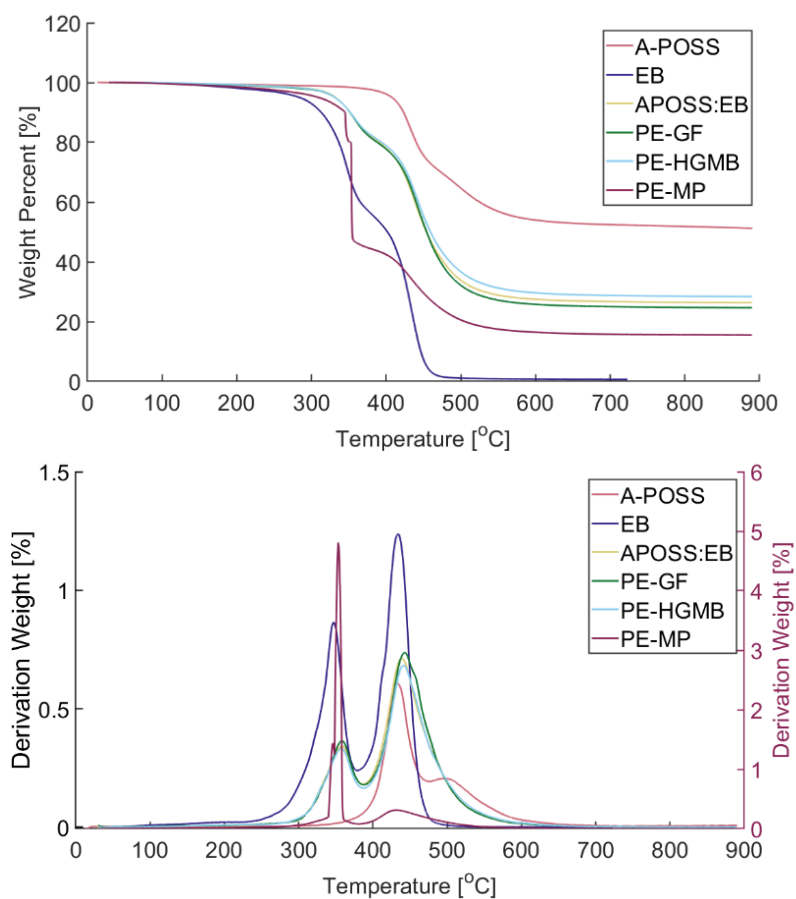 120
100
80
60
40
20
0
Weight Percent [%]
A-POSS
EB
APOSS:EB
PE-GF
PE-HGMB
PE-MP
0 100 200 300 400 500 600 700 800 900
Temperature [°C]
1.5
1
0.5
0
Derivation Weight [%]
A-POSS
EB
APOSS:EB
PE-GF
PE-HGMB
PE-MP
6
5
4
3
2
1
0
Derivation Weight [%]
0 100 200 300 400 500 600 700 800 890
Temperature [°C]